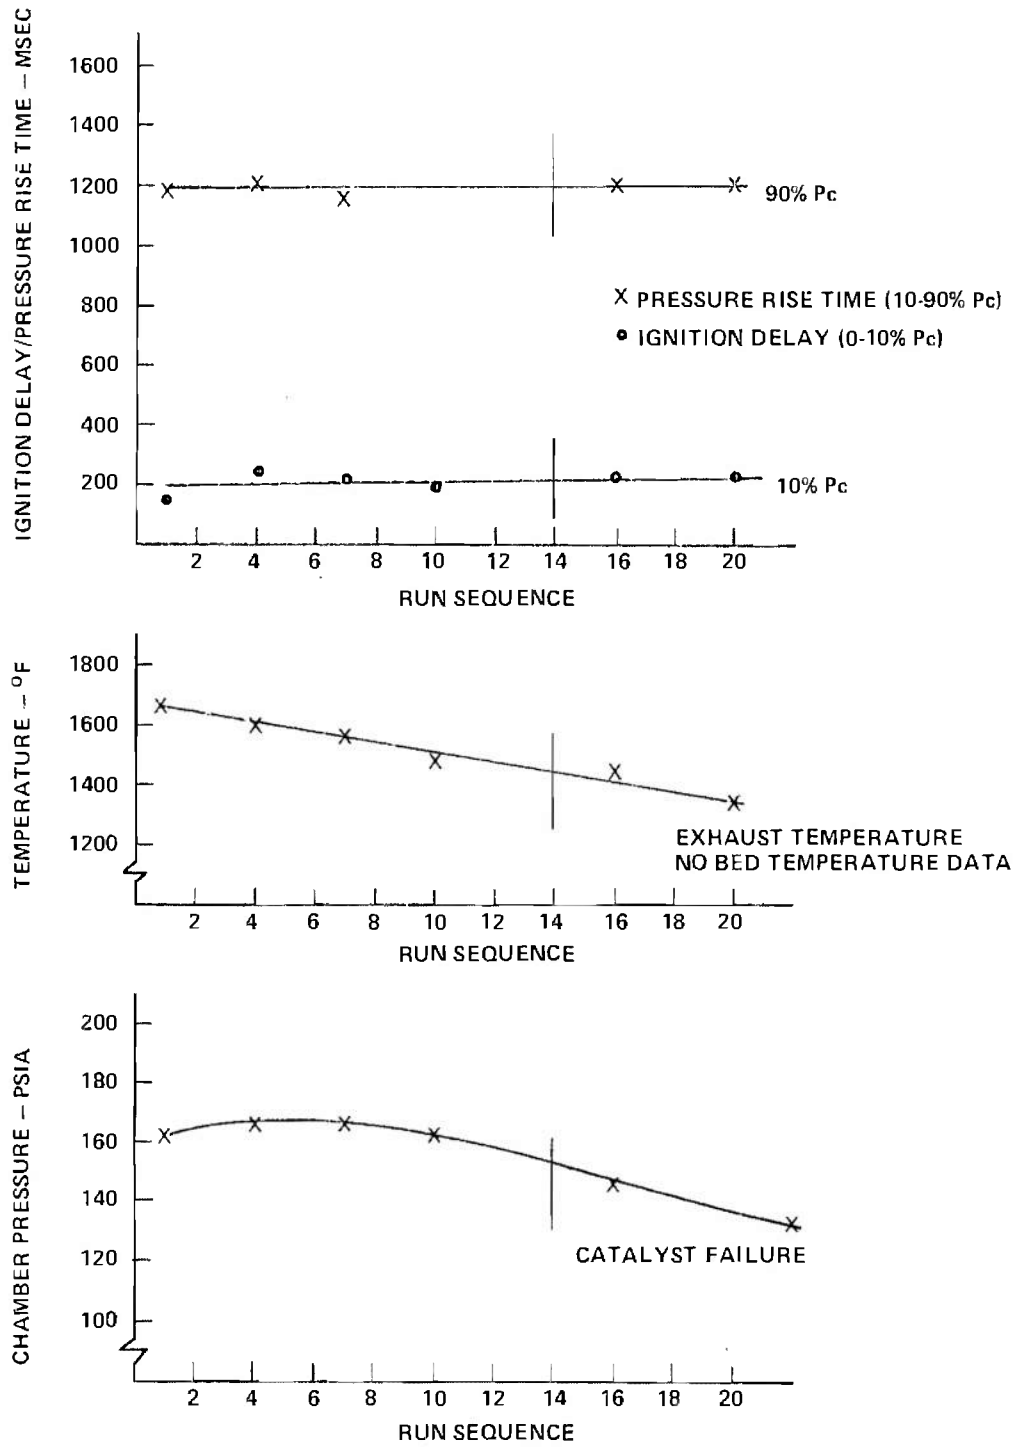 IGNITION DELAY/PRESSURE RISE TIME – MSEC
1600
1400
1200
1000
800
600
400
200
90% Pc
X PRESSURE RISE TIME (10-90% Pc)
IGNITION DELAY (0-10% Pc)
10% Pc
2 4 6 8 10 12 14 16 18 20
RUN SEQUENCE
TEMPERATURE – °F
1800
1600
1400
1200
EXHAUST TEMPERATURE
NO BED TEMPERATURE DATA
2 4 6 8 10 12 14 16 18 20
RUN SEQUENCE
CHAMBER PRESSURE – PSIA
200
180
160
140
120
100
CATALYST FAILURE
2 4 6 8 10 12 14 16 18 20
RUN SEQUENCE